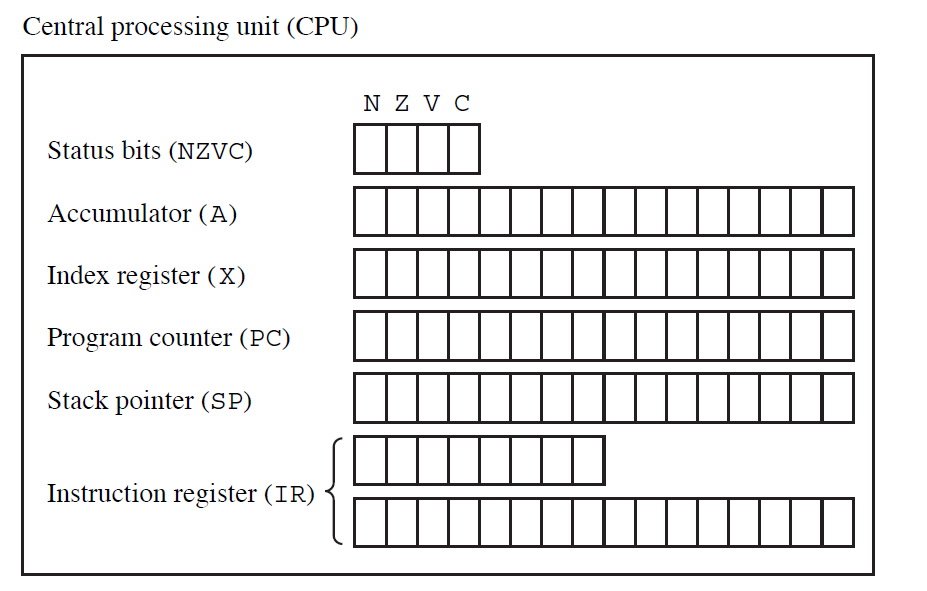 Central processing unit (CPU)
N Z V C
Status bits (NZVC)
Accumulator (A)
Index register (X)
Program counter (PC)
Stack pointer (SP)
Instruction register (IR)